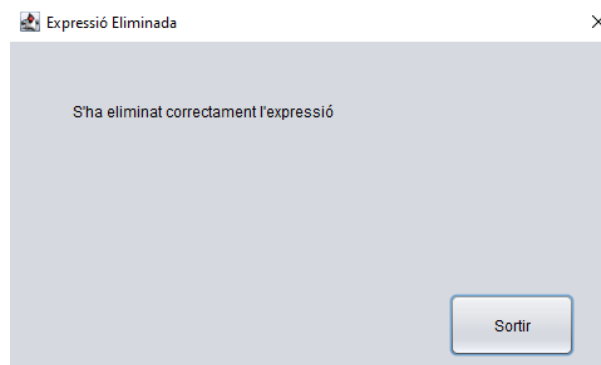 Expressió Eliminada
S'ha eliminat correctament l'expressió
Sortir